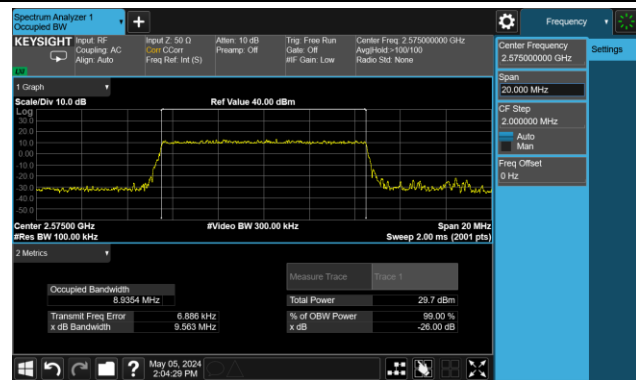 Spectrum Analyzer 1
Occupied BW
Frequency
KEYSIGHT Input: RF
Coupling: AC
Align: Auto
Input Z: 50 Ω
Corr CCorr
Freq Ref: Int (S)
Atten: 10 dB
Preamp: Off
Trig: Free Run
Gate: Off
#IF Gain: Low
Center Freq: 2.575000000 GHz
Avg|Hold:>100/100
Radio Std: None
Center Frequency
2.575000000 GHz
Settings
Span
20.000 MHz
CF Step
2.000000 MHz
Auto
Man
Freq Offset
0 Hz
1 Graph
Scale/Div 10.0 dB
Ref Value 40.00 dBm
Log
30.0
20.0
10.0
0.00
-10.0
-20.0
-30.0
-40.0
-50.0
Center 2.57500 GHz
#Video BW 300.00 kHz
Span 20 MHz
#Res BW 100.00 kHz
Sweep 2.00 ms (2001 pts)
2 Metrics
Measure Trace
Trace 1
Occupied Bandwidth
8.9354 MHz
Total Power
29.7 dBm
Transmit Freq Error
6.886 kHz
% of OBW Power
99.00 %
x dB Bandwidth
9.563 MHz
x dB
-26.00 dB
?
May 05, 2024
2:04:29 PM